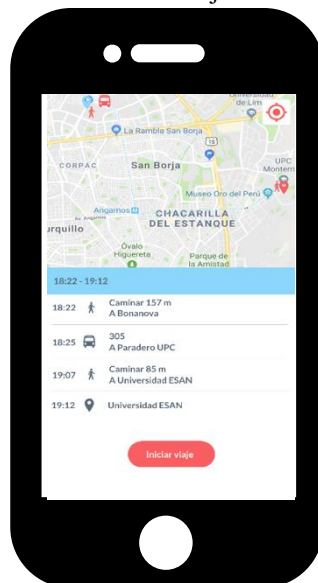 Universidad
de Lim
La Rambla San Borja
CORPAC
San Borja
UPC
Monterr
Museo Oro del Perú
Angamos
Av. Angamos
CHACARILLA
DEL ESTANQUE
urquillo
Óvalo
Higuereta
Parque de
la Amistad
18:22 - 19:12
18:22 Caminar 157 m
A Bonanova
18:25 305
A Paradero UPC
19:07 Caminar 85 m
A Universidad ESAN
19:12 Universidad ESAN
Iniciar viaje